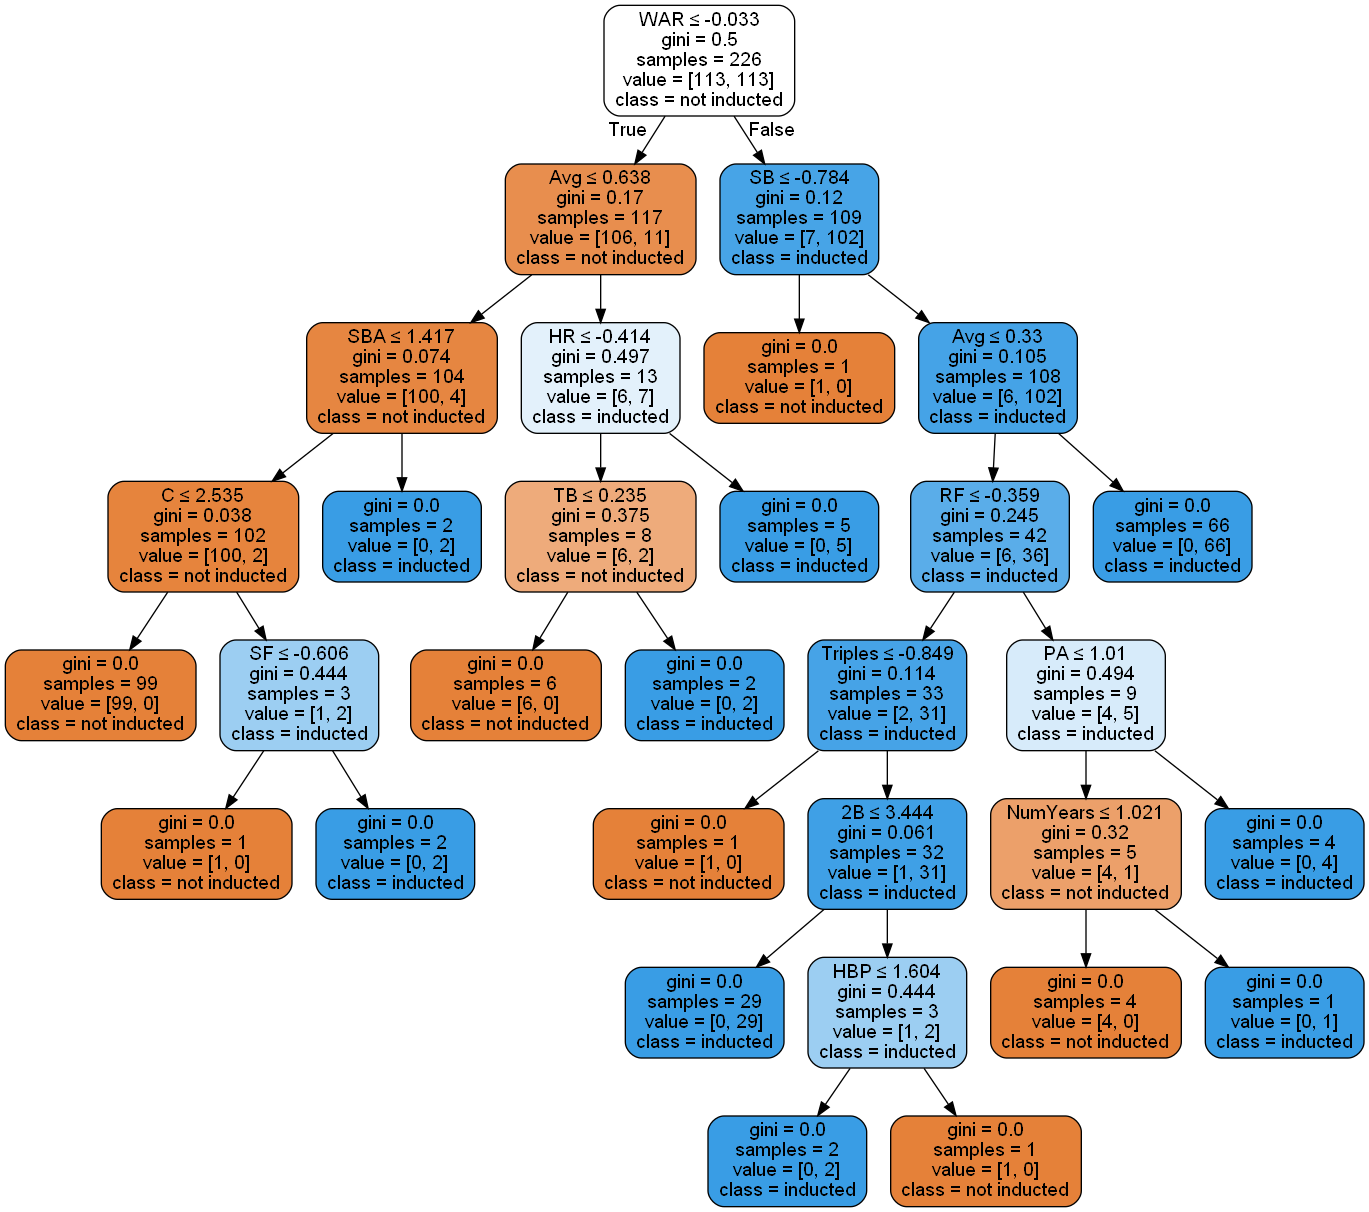 WAR ≤ -0.033
gini = 0.5
samples = 226
value = [113, 113]
class = not inducted
True
False
Avg ≤ 0.638
gini = 0.17
samples = 117
value = [106, 11]
class = not inducted
SB ≤ -0.784
gini = 0.12
samples = 109
value = [7, 102]
class = inducted
SBA ≤ 1.417
gini = 0.074
samples = 104
value = [100, 4]
class = not inducted
HR ≤ -0.414
gini = 0.497
samples = 13
value = [6, 7]
class = inducted
gini = 0.0
samples = 1
value = [1, 0]
class = not inducted
Avg ≤ 0.33
gini = 0.105
samples = 108
value = [6, 102]
class = inducted
C ≤ 2.535
gini = 0.038
samples = 102
value = [100, 2]
class = not inducted
gini = 0.0
samples = 2
value = [0, 2]
class = inducted
TB ≤ 0.235
gini = 0.375
samples = 8
value = [6, 2]
class = not inducted
gini = 0.0
samples = 5
value = [0, 5]
class = inducted
RF ≤ -0.359
gini = 0.245
samples = 42
value = [6, 36]
class = inducted
gini = 0.0
samples = 66
value = [0, 66]
class = inducted
gini = 0.0
samples = 99
value = [99, 0]
class = not inducted
SF ≤ -0.606
gini = 0.444
samples = 3
value = [1, 2]
class = inducted
gini = 0.0
samples = 6
value = [6, 0]
class = not inducted
gini = 0.0
samples = 2
value = [0, 2]
class = inducted
Triples ≤ -0.849
gini = 0.114
samples = 33
value = [2, 31]
class = inducted
PA ≤ 1.01
gini = 0.494
samples = 9
value = [4, 5]
class = inducted
gini = 0.0
samples = 1
value = [1, 0]
class = not inducted
gini = 0.0
samples = 2
value = [0, 2]
class = inducted
gini = 0.0
samples = 1
value = [1, 0]
class = not inducted
2B ≤ 3.444
gini = 0.061
samples = 32
value = [1, 31]
class = inducted
NumYears ≤ 1.021
gini = 0.32
samples = 5
value = [4, 1]
class = not inducted
gini = 0.0
samples = 4
value = [0, 4]
class = inducted
gini = 0.0
samples = 29
value = [0, 29]
class = inducted
HBP ≤ 1.604
gini = 0.444
samples = 3
value = [1, 2]
class = inducted
gini = 0.0
samples = 4
value = [4, 0]
class = not inducted
gini = 0.0
samples = 1
value = [0, 1]
class = inducted
gini = 0.0
samples = 2
value = [0, 2]
class = inducted
gini = 0.0
samples = 1
value = [1, 0]
class = not inducted